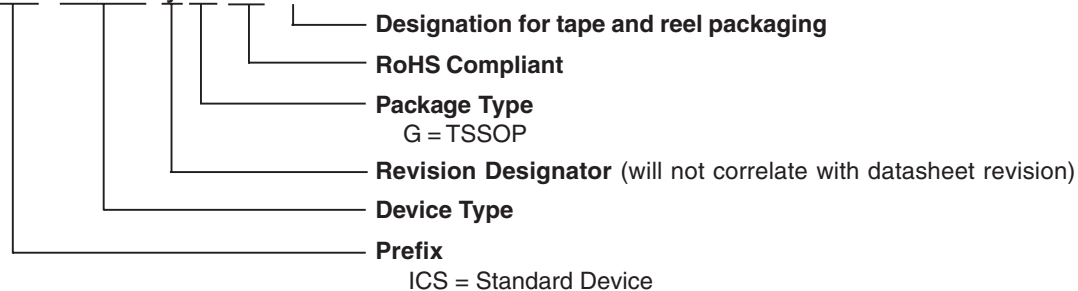 Designation for tape and reel packaging
RoHS Compliant
Package Type
G = TSSOP
Revision Designator (will not correlate with datasheet revision)
Device Type
Prefix
ICS = Standard Device